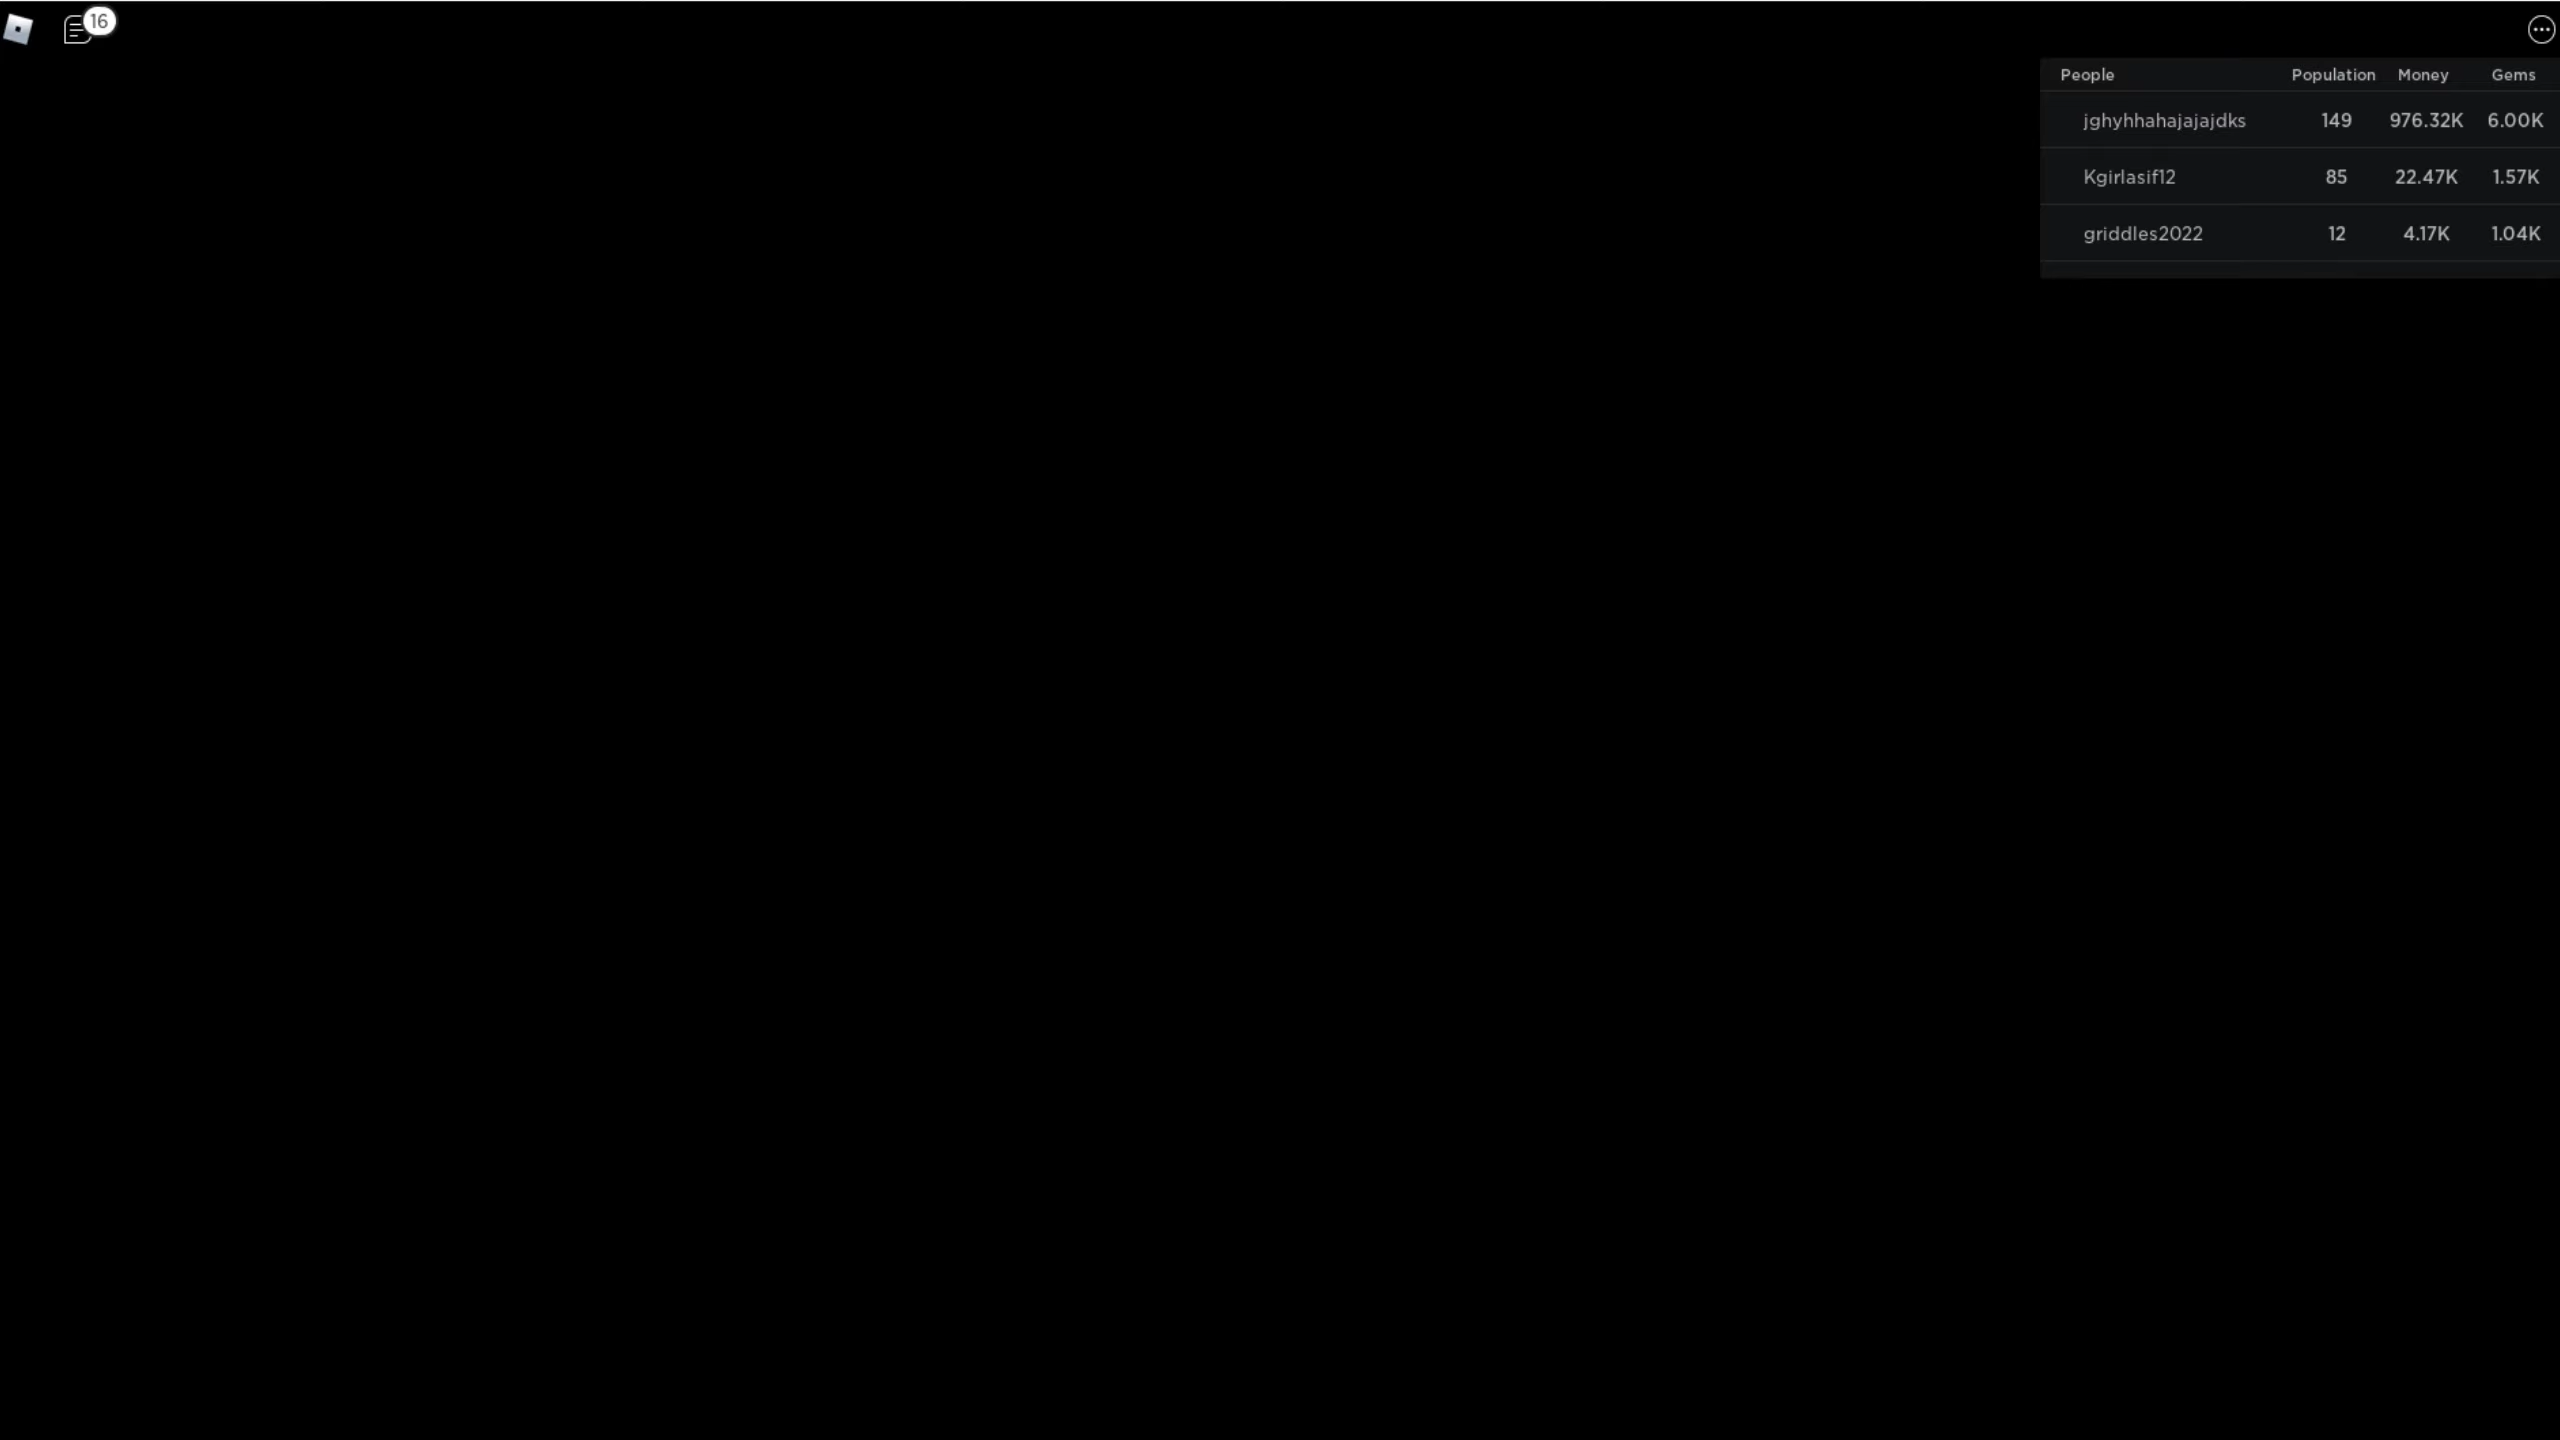 16
People Population Money Gems
jghyhhahajajajdks 149 976.32K 6.00K
Kgirlasif12 85 22.47K 1.57K
griddles2022 12 4.17K 1.04K